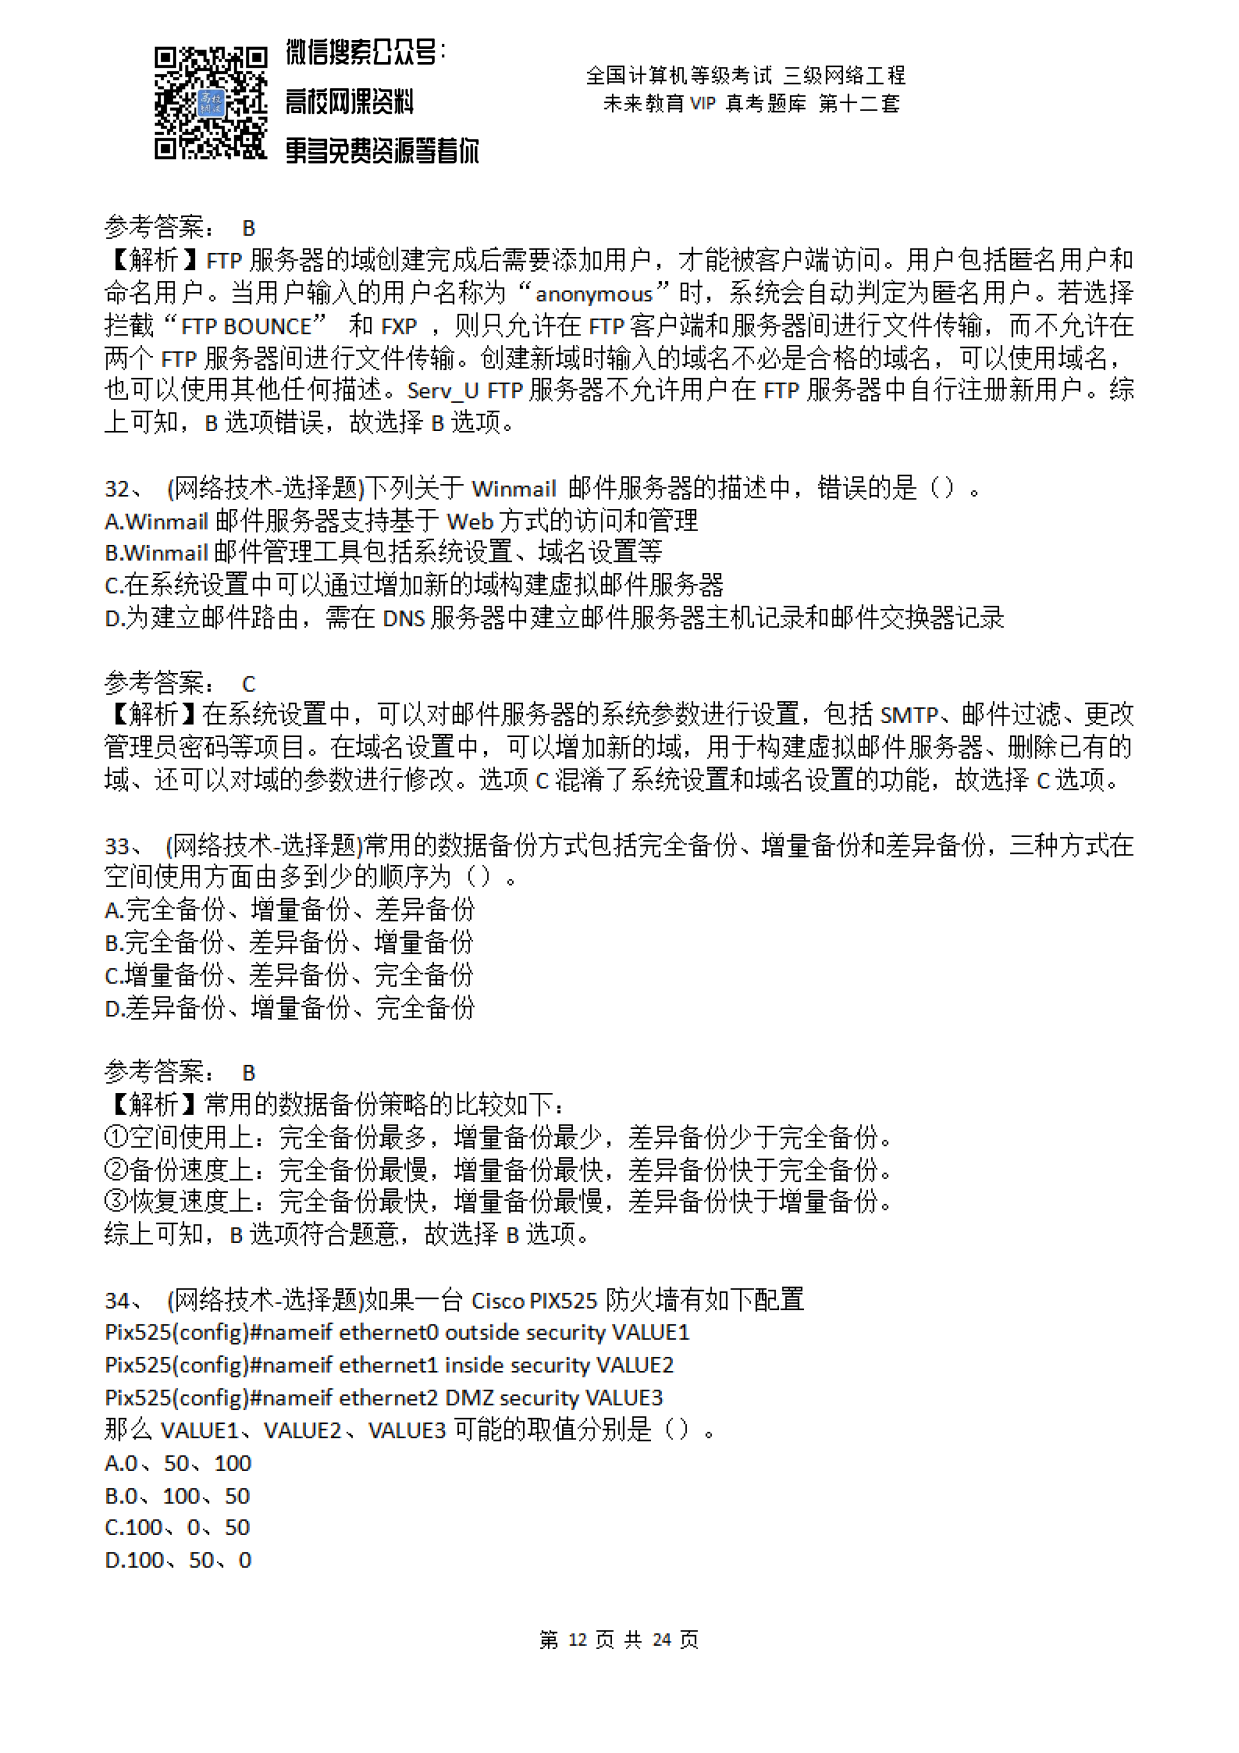 微信搜索公众号：
高校网课资料
更多免费资源等着你
全国计算机等级考试 三级网络工程
未来教育 VIP 真考题库 第十二套
参考答案： B
【解析】FTP 服务器的域创建完成后需要添加用户，才能被客户端访问。用户包括匿名用户和
命名用户。当用户输入的用户名称为“anonymous”时，系统会自动判定为匿名用户。若选择
拦截“FTP BOUNCE” 和 FXP ，则只允许在 FTP 客户端和服务器间进行文件传输，而不允许在
两个 FTP 服务器间进行文件传输。创建新域时输入的域名不必是合格的域名，可以使用域名，
也可以使用其他任何描述。Serv_U FTP 服务器不允许用户在 FTP 服务器中自行注册新用户。综
上可知，B 选项错误，故选择 B 选项。
32、 (网络技术-选择题)下列关于 Winmail 邮件服务器的描述中，错误的是（）。
A.Winmail 邮件服务器支持基于 Web 方式的访问和管理
B.Winmail 邮件管理工具包括系统设置、域名设置等
C.在系统设置中可以通过增加新的域构建虚拟邮件服务器
D.为建立邮件路由，需在 DNS 服务器中建立邮件服务器主机记录和邮件交换器记录
参考答案： C
【解析】在系统设置中，可以对邮件服务器的系统参数进行设置，包括 SMTP、邮件过滤、更改
管理员密码等项目。在域名设置中，可以增加新的域，用于构建虚拟邮件服务器、删除已有的
域、还可以对域的参数进行修改。选项 C 混淆了系统设置和域名设置的功能，故选择 C 选项。
33、 (网络技术-选择题)常用的数据备份方式包括完全备份、增量备份和差异备份，三种方式在
空间使用方面由多到少的顺序为（）。
A.完全备份、增量备份、差异备份
B.完全备份、差异备份、增量备份
C.增量备份、差异备份、完全备份
D.差异备份、增量备份、完全备份
参考答案： B
【解析】常用的数据备份策略的比较如下：
①空间使用上：完全备份最多，增量备份最少，差异备份少于完全备份。
②备份速度上：完全备份最慢，增量备份最快，差异备份快于完全备份。
③恢复速度上：完全备份最快，增量备份最慢，差异备份快于增量备份。
综上可知，B 选项符合题意，故选择 B 选项。
34、 (网络技术-选择题)如果一台 Cisco PIX525 防火墙有如下配置
Pix525(config)#nameif ethernet0 outside security VALUE1
Pix525(config)#nameif ethernet1 inside security VALUE2
Pix525(config)#nameif ethernet2 DMZ security VALUE3
那么 VALUE1、VALUE2、VALUE3 可能的取值分别是（）。
A.0、50、100
B.0、100、50
C.100、0、50
D.100、50、0
第 12 页 共 24 页